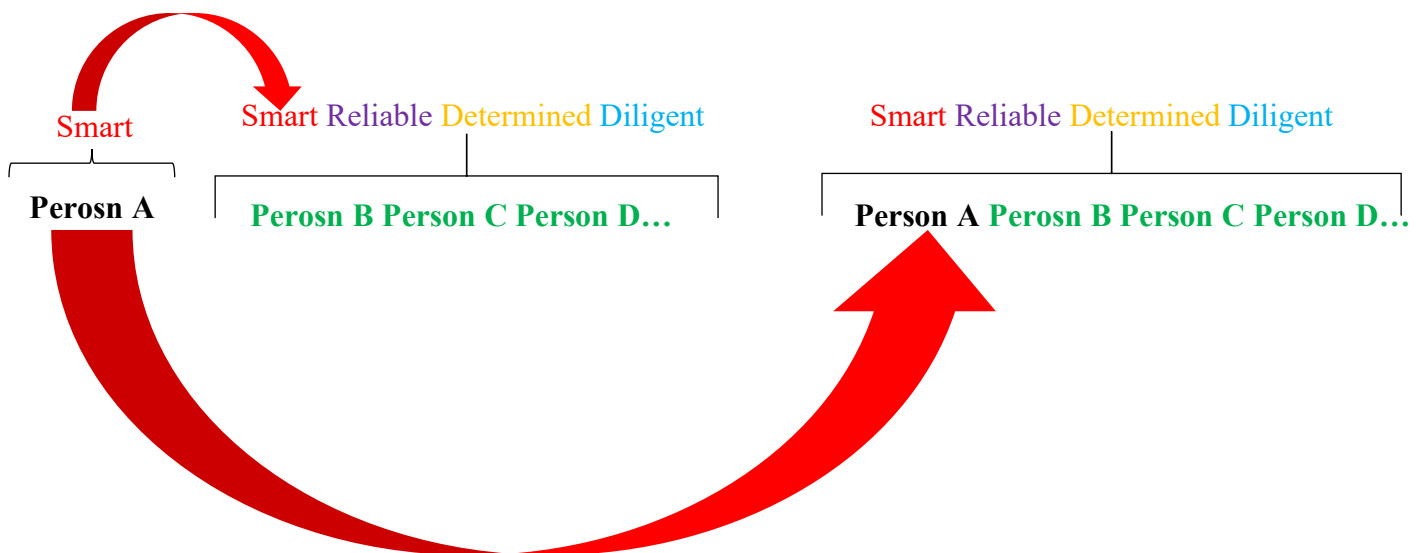 Smart
Perosn A
Smart Reliable Determined Diligent
Perosn B Person C Person D…
Smart Reliable Determined Diligent
Person A Perosn B Person C Person D…